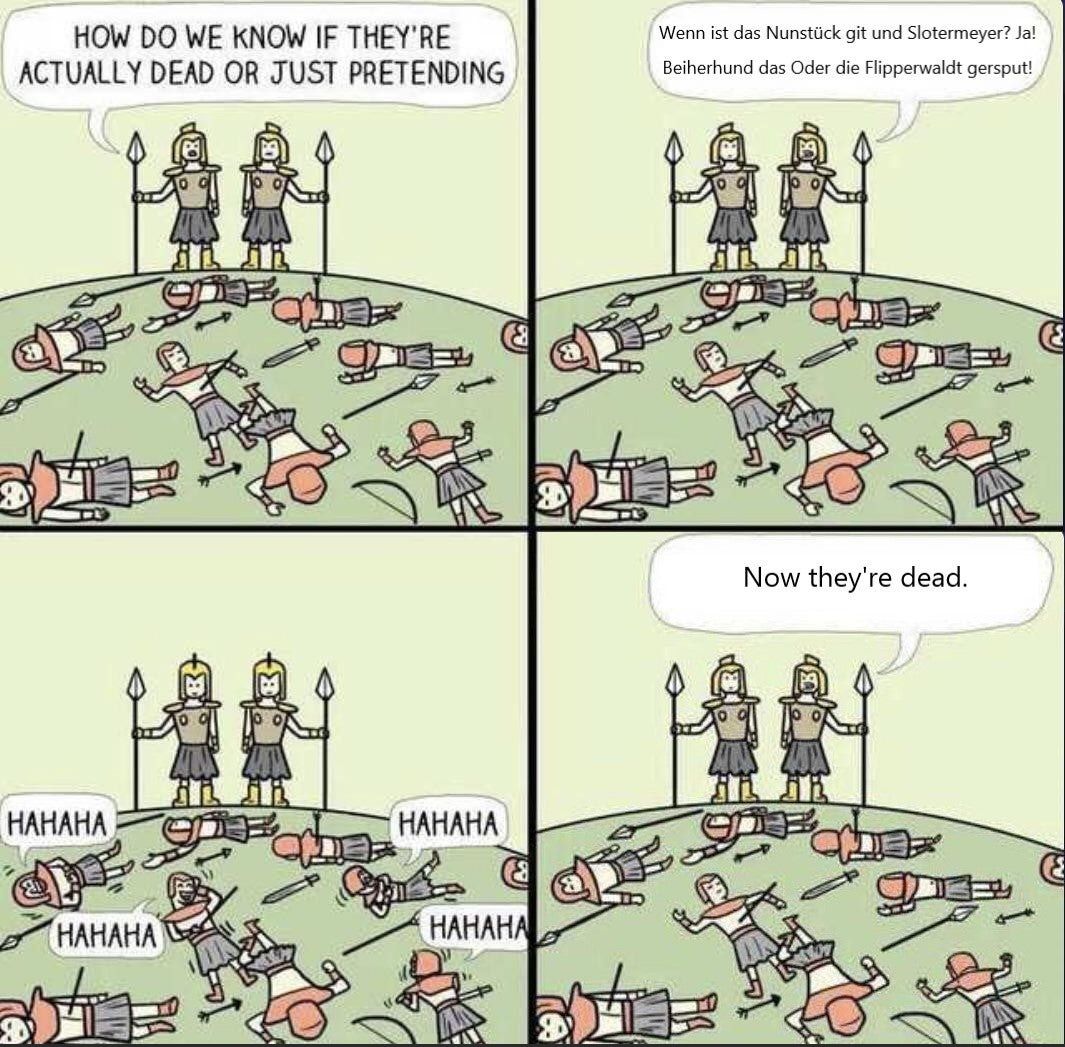 HOW DO WE KNOW IF THEY'RE
ACTUALLY DEAD OR JUST PRETENDING
Wenn ist das Nunstück git und Slotermeyer? Ja!
Beiherhund das Oder die Flipperwaldt gersput!
HAHAHA
HAHAHA
HAHAHA
HAHAHA
Now they're dead.